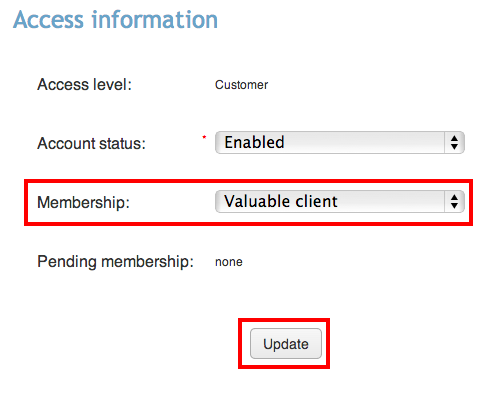 Access information
Access level: Customer
Account status: * Enabled
Membership: Valuable client
Pending membership: none
Update